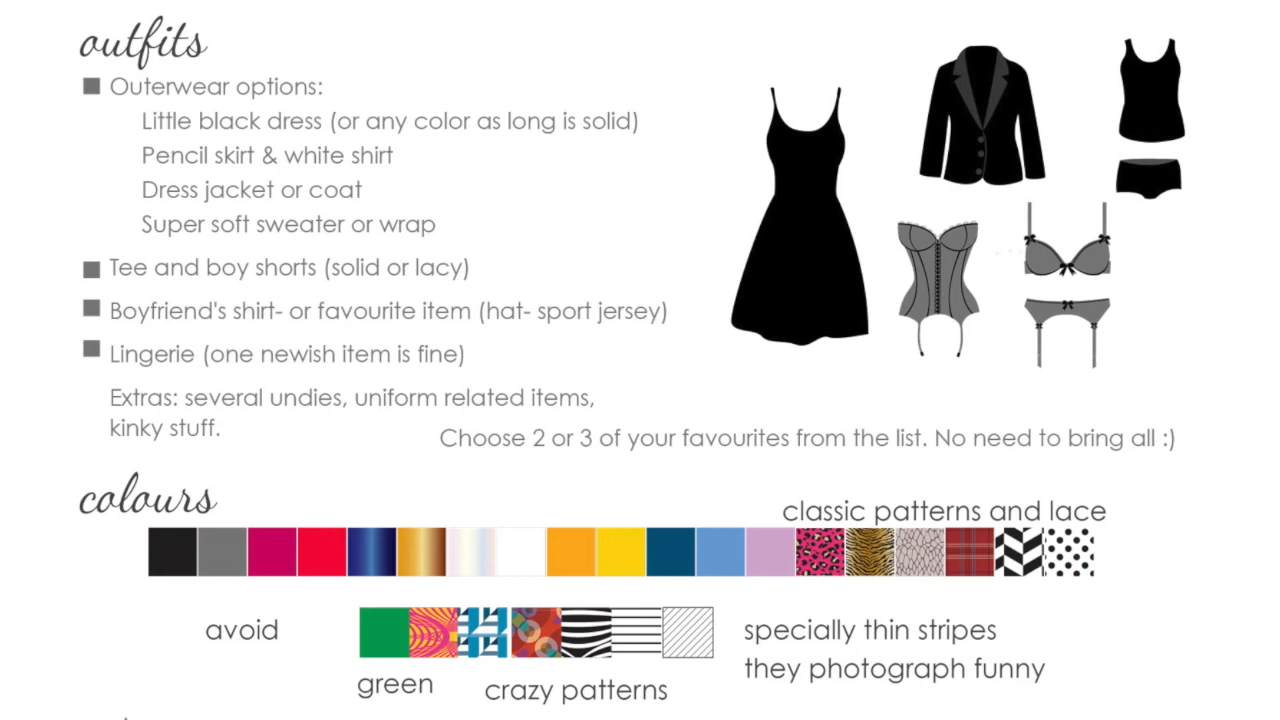 outfits
Outerwear options:
Little black dress (or any color as long is solid)
Pencil skirt & white shirt
Dress jacket or coat
Super soft sweater or wrap
Tee and boy shorts (solid or lacy)
Boyfriend's shirt- or favourite item (hat- sport jersey)
Lingerie (one newish item is fine)
Extras: several undies, uniform related items,
kinky stuff.
Choose 2 or 3 of your favourites from the list. No need to bring all :)
colours
classic patterns and lace
avoid
specially thin stripes
they photograph funny
green
crazy patterns